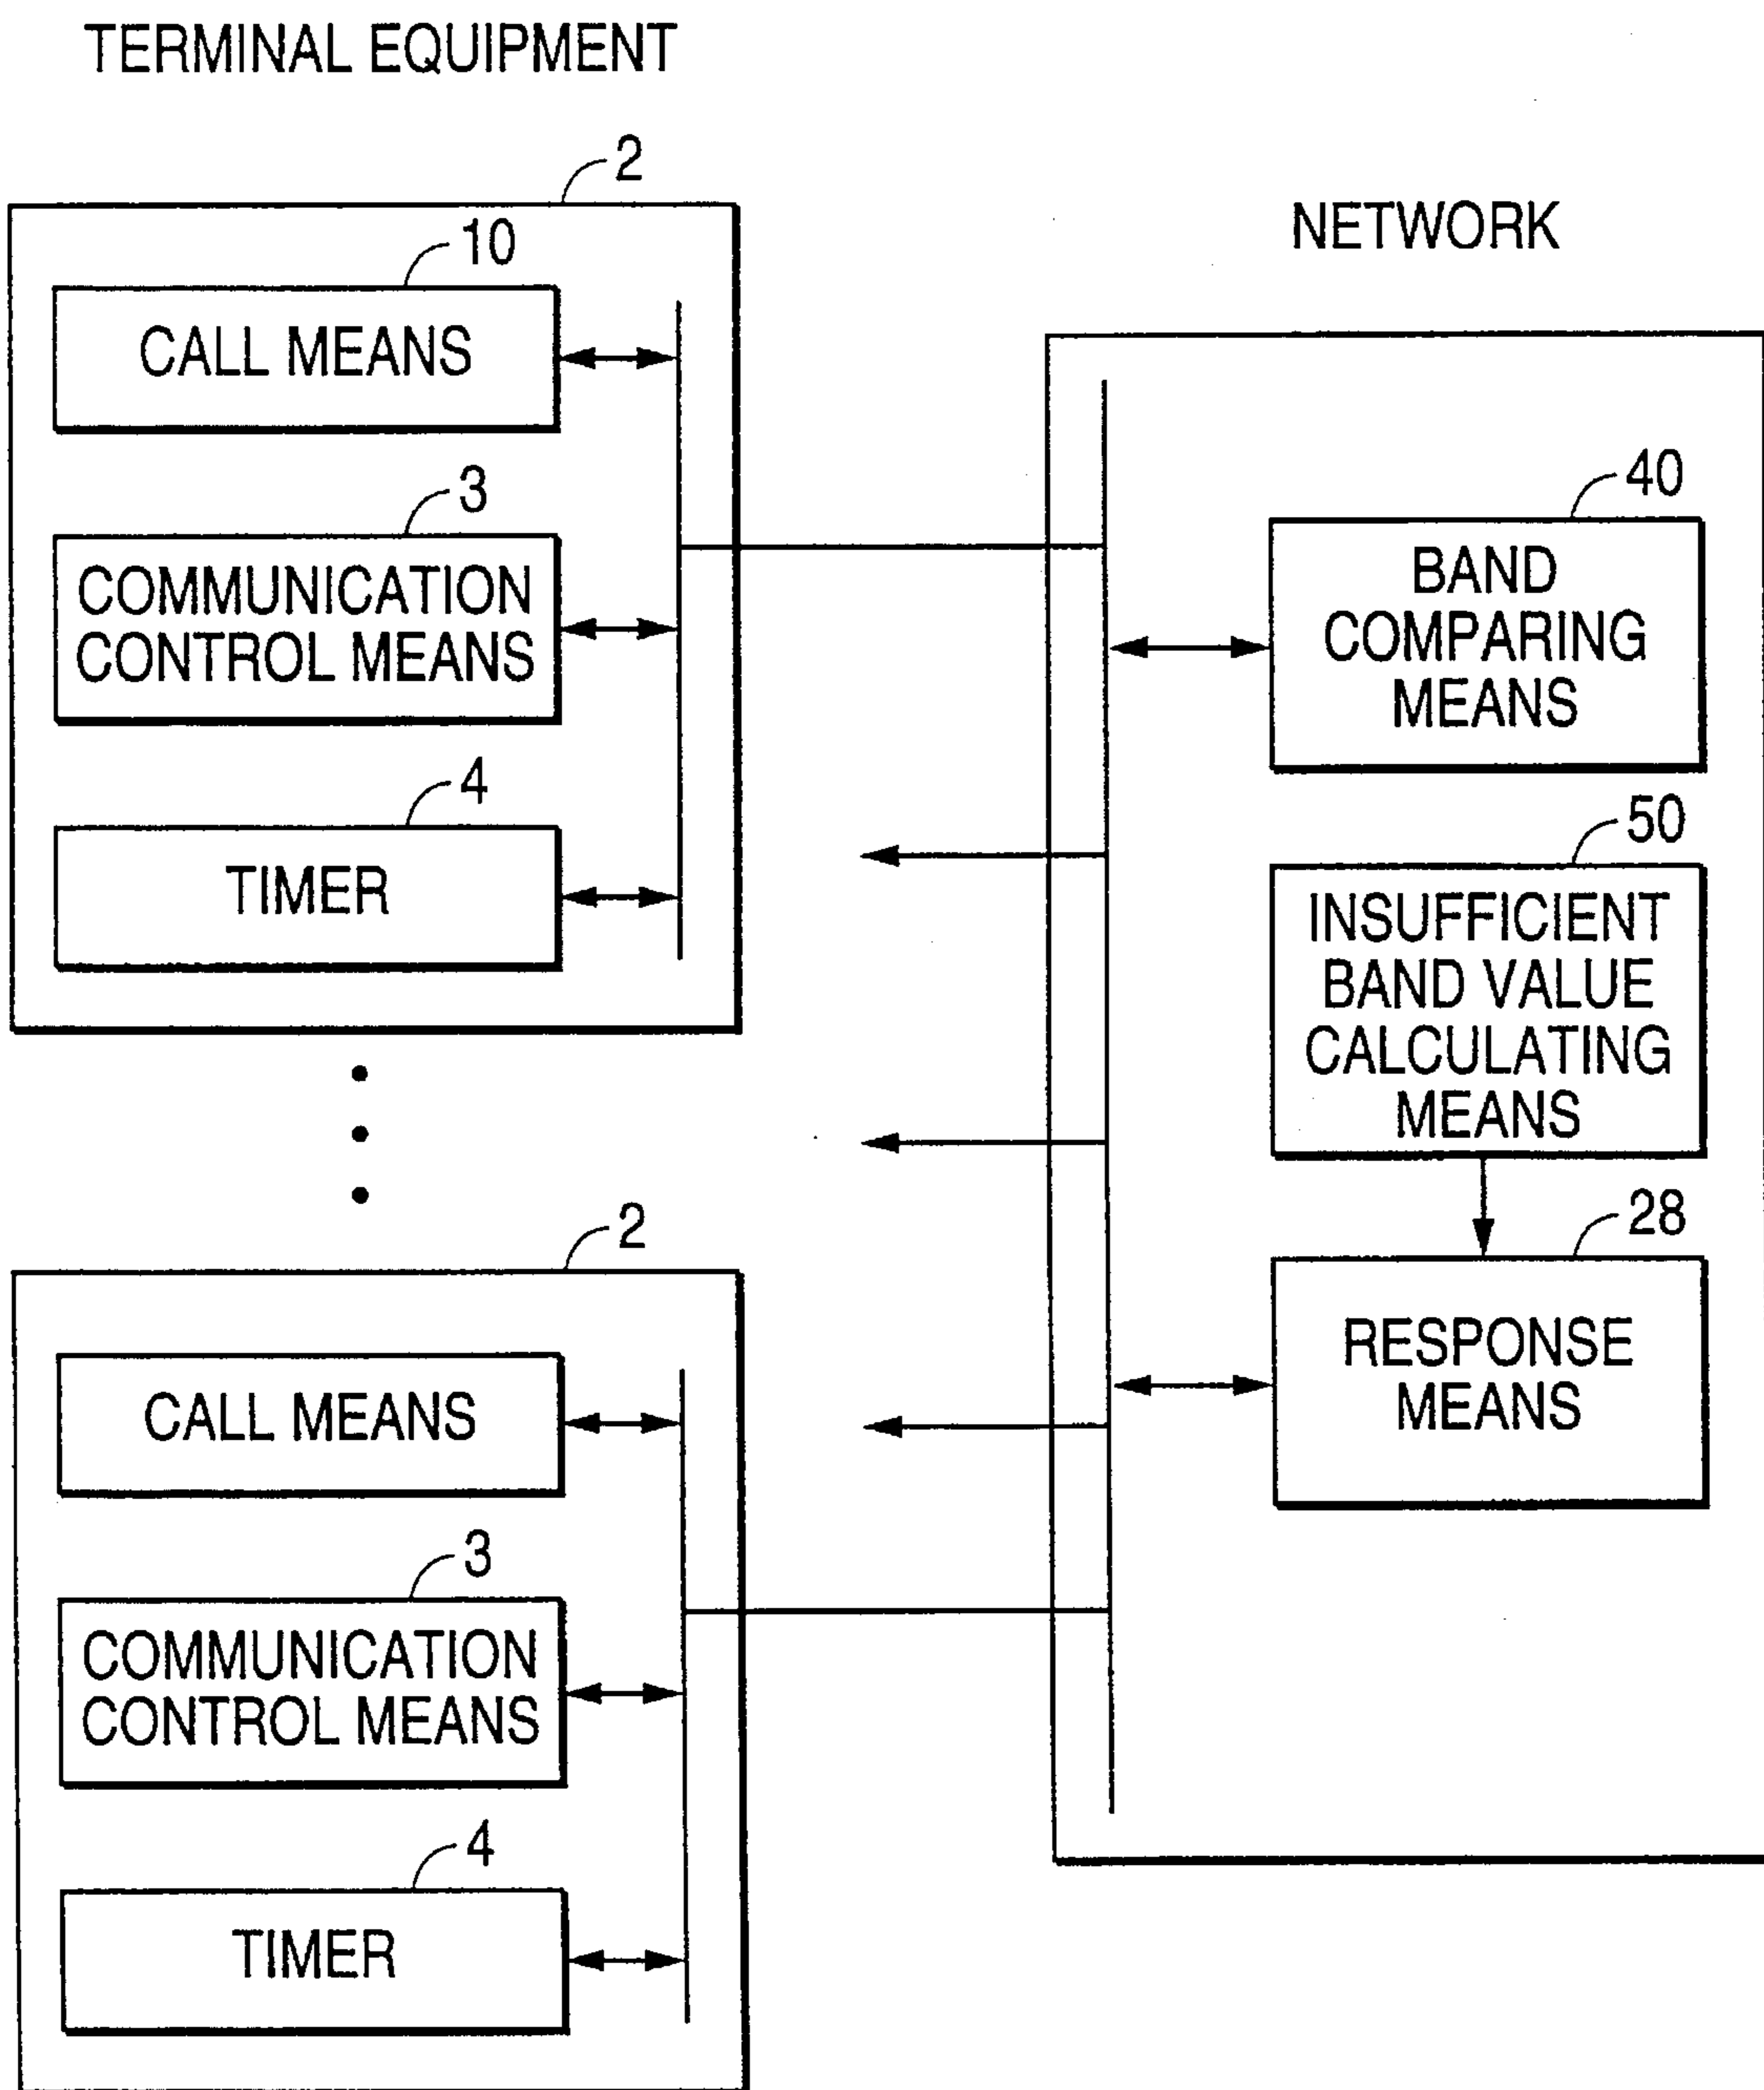 TERMINAL EQUIPMENT
2
10
CALL MEANS
3
COMMUNICATION
CONTROL MEANS
4
TIMER
2
CALL MEANS
3
COMMUNICATION
CONTROL MEANS
4
TIMER
NETWORK
40
BAND
COMPARING
MEANS
50
INSUFFICIENT
BAND VALUE
CALCULATING
MEANS
28
RESPONSE
MEANS